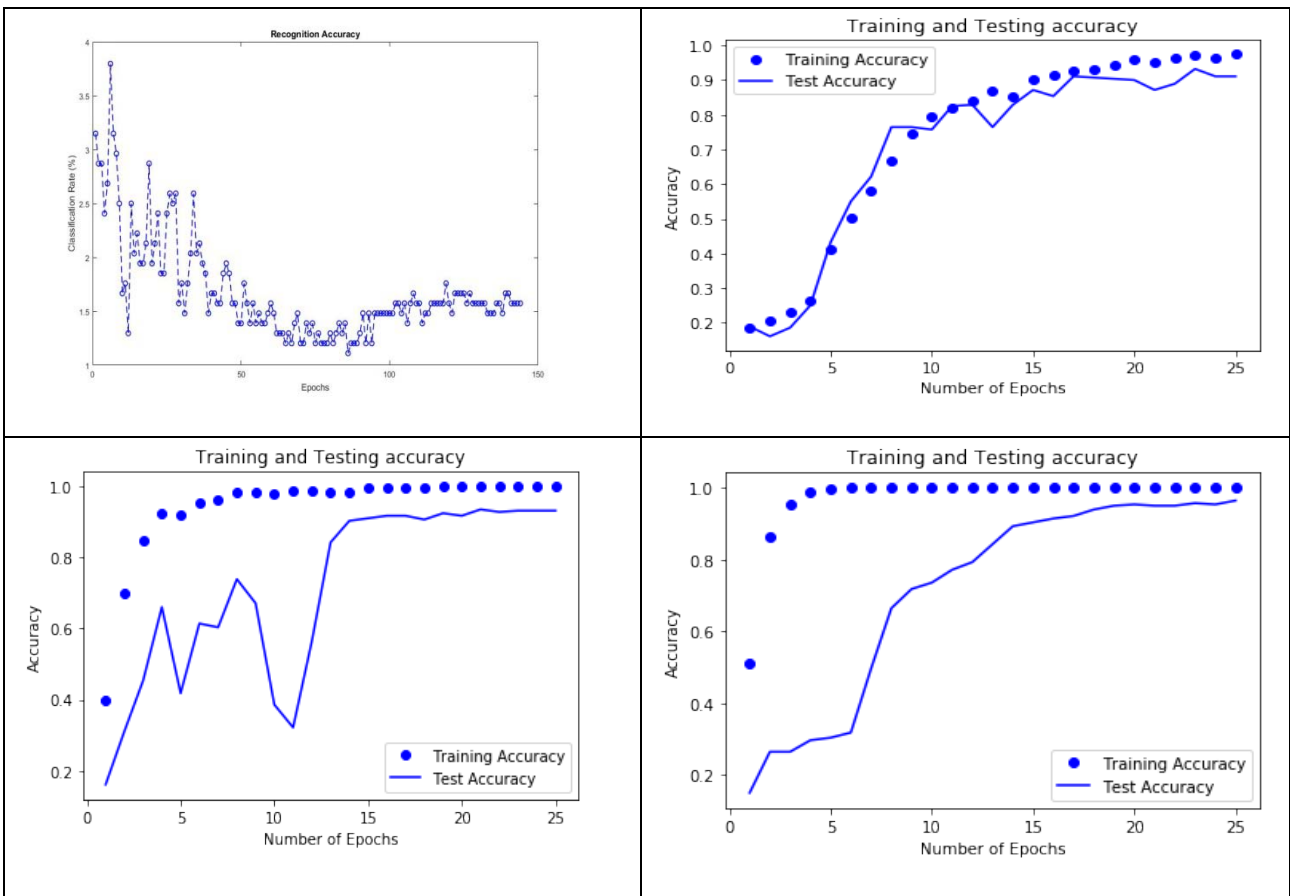 Recognition Accuracy
4
3.5
3
2.5
2
1.5
1
Classification Rate (%)
0 50 100 150
Epochs
Training and Testing accuracy
Training Accuracy
Test Accuracy
1.0
0.9
0.8
0.7
0.6
0.5
0.4
0.3
0.2
Accuracy
0 5 10 15 20 25
Number of Epochs
Training and Testing accuracy
1.0
0.8
0.6
0.4
0.2
Accuracy
Training Accuracy
Test Accuracy
0 5 10 15 20 25
Number of Epochs
Training and Testing accuracy
1.0
0.8
0.6
0.4
0.2
Accuracy
Training Accuracy
Test Accuracy
0 5 10 15 20 25
Number of Epochs